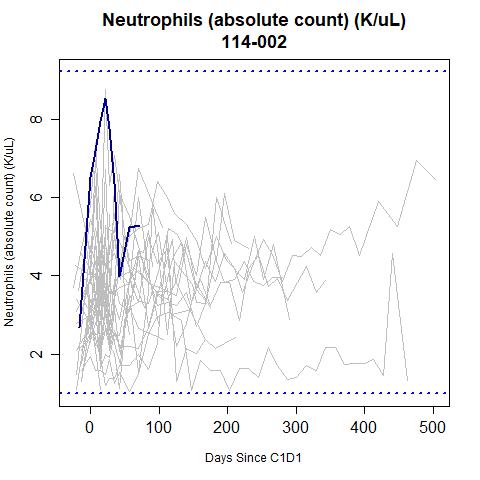 Neutrophils (absolute count) (K/uL)
114-002
Neutrophils (absolute count) (K/uL)
8
6
4
2
0 100 200 300 400 500
Days Since C1D1